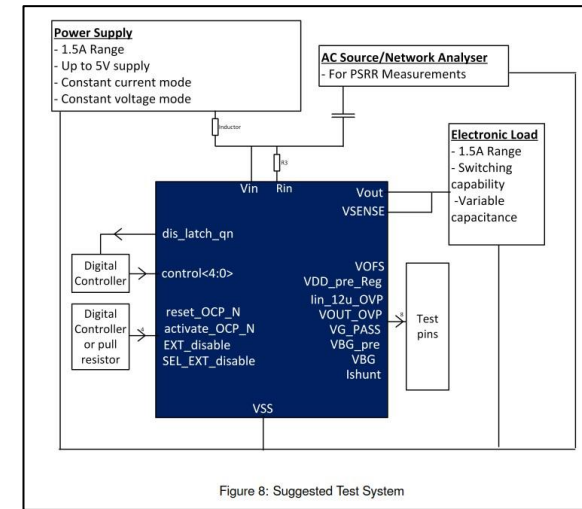 Power Supply
- 1.5A Range
- Up to 5V supply
- Constant current mode
- Constant voltage mode
AC Source/Network Analyser
- For PSRR Measurements
Inductor
R3
Electronic Load
- 1.5A Range
- Switching
capability
-Variable
capacitance
Vin
Rin
Vout
VSENSE
dis_latch_qn
control<4:0>
Digital
Controller
Digital
Controller
or pull
resistor
reset_OCP_N
activate_OCP_N
EXT_disable
SEL_EXT_disable
VOFS
VDD_pre_Reg
Iin_12u_OVP
VOUT_OVP
VG_PASS
VBG_pre
VBG
Ishunt
8
Test
pins
VSS
Figure 8: Suggested Test System